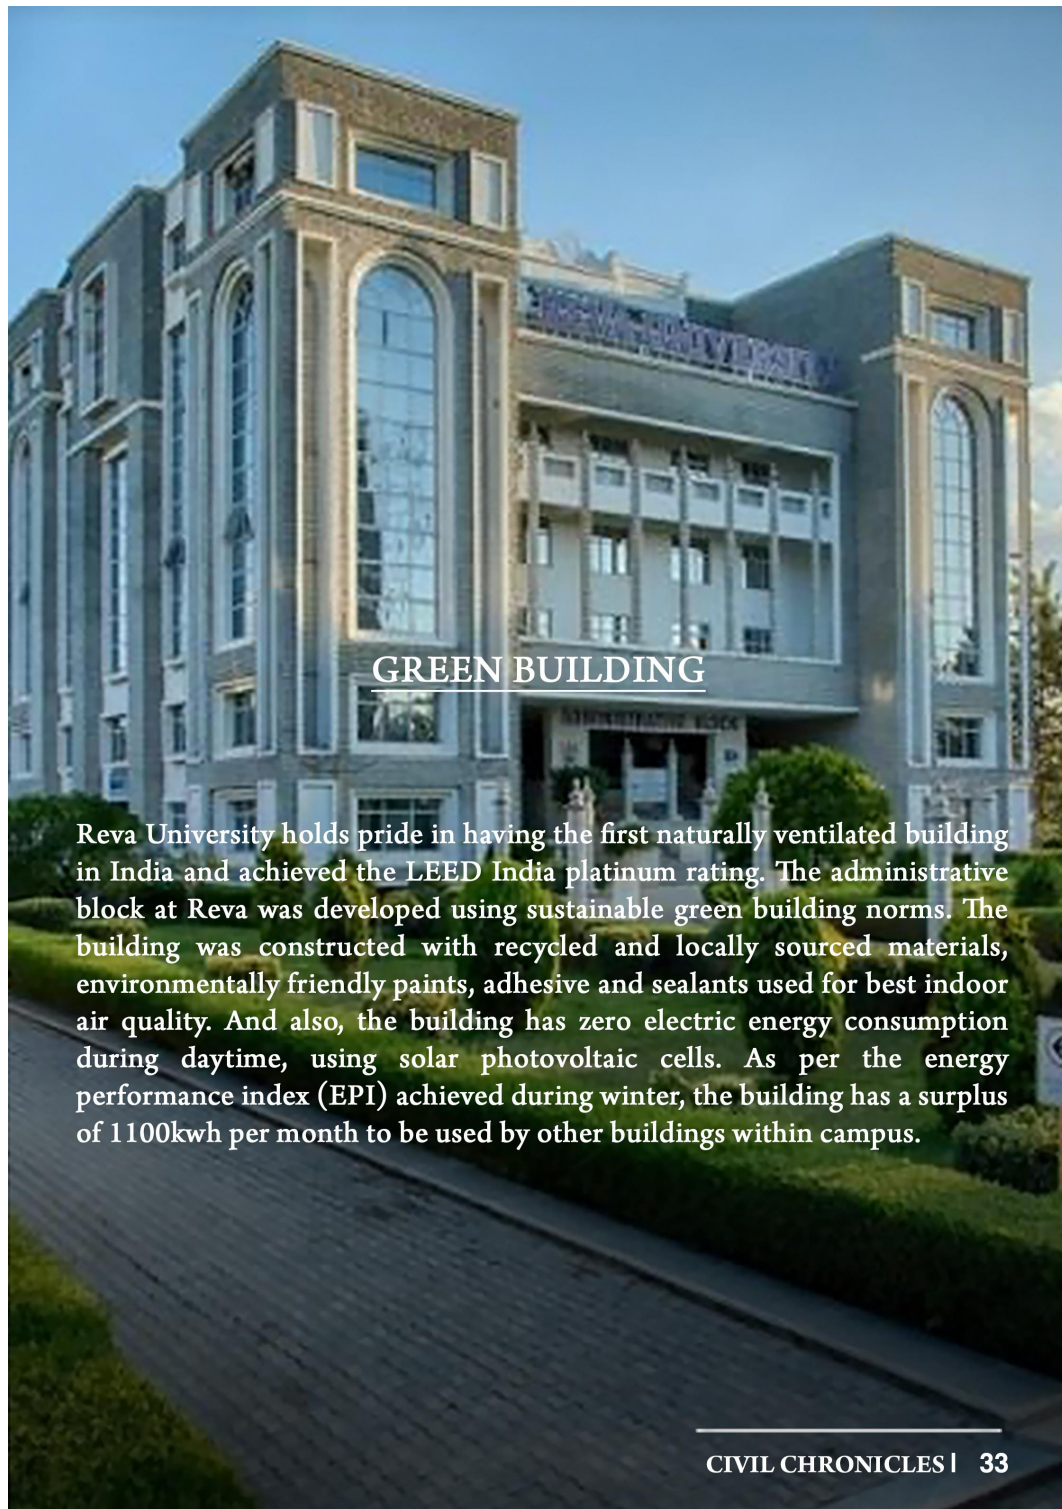 REVA UNIVERSITY
GREEN BUILDING
ADMINISTRATIVE BLOCK
Reva University holds pride in having the first naturally ventilated building
in India and achieved the LEED India platinum rating. The administrative
block at Reva was developed using sustainable green building norms. The
building was constructed with recycled and locally sourced materials,
environmentally friendly paints, adhesive and sealants used for best indoor
air quality. And also, the building has zero electric energy consumption
during daytime, using solar photovoltaic cells. As per the energy
performance index (EPI) achieved during winter, the building has a surplus
of 1100kwh per month to be used by other buildings within campus.
CIVIL CHRONICLES | 33